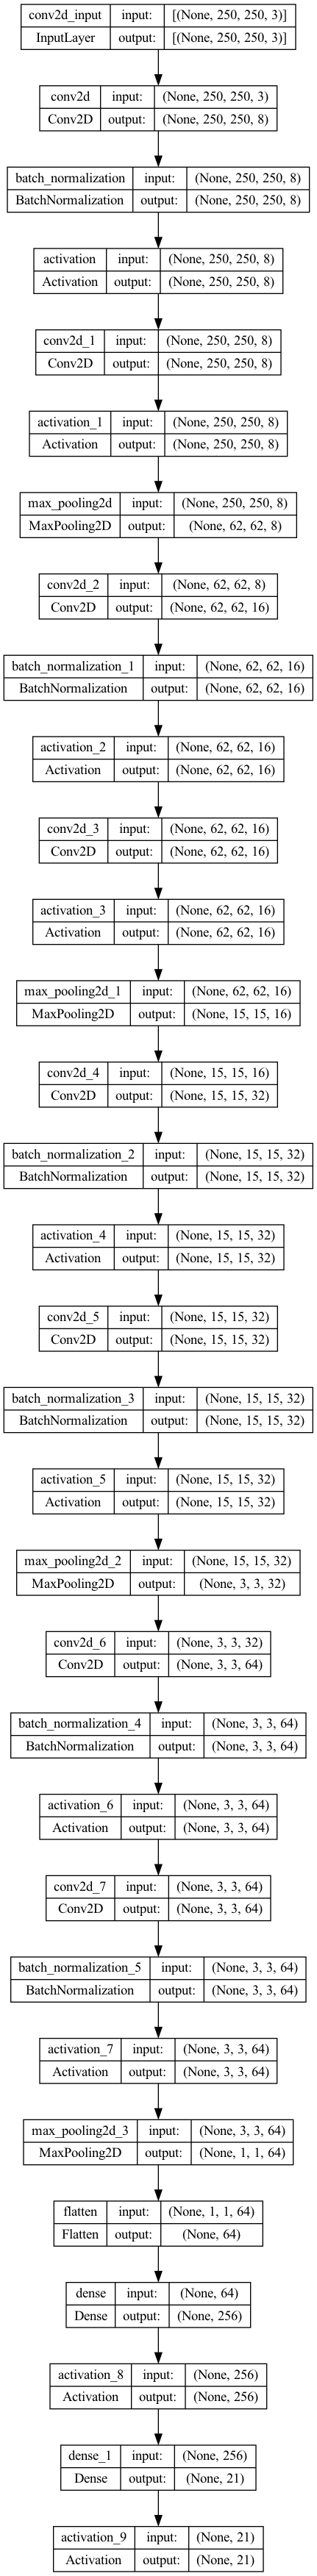 conv2d_input input: [(None, 250, 250, 3)]
InputLayer output: [(None, 250, 250, 3)]
conv2d input: (None, 250, 250, 3)
Conv2D output: (None, 250, 250, 8)
batch_normalization input: (None, 250, 250, 8)
BatchNormalization output: (None, 250, 250, 8)
activation input: (None, 250, 250, 8)
Activation output: (None, 250, 250, 8)
conv2d_1 input: (None, 250, 250, 8)
Conv2D output: (None, 250, 250, 8)
activation_1 input: (None, 250, 250, 8)
Activation output: (None, 250, 250, 8)
max_pooling2d input: (None, 250, 250, 8)
MaxPooling2D output: (None, 62, 62, 8)
conv2d_2 input: (None, 62, 62, 8)
Conv2D output: (None, 62, 62, 16)
batch_normalization_1 input: (None, 62, 62, 16)
BatchNormalization output: (None, 62, 62, 16)
activation_2 input: (None, 62, 62, 16)
Activation output: (None, 62, 62, 16)
conv2d_3 input: (None, 62, 62, 16)
Conv2D output: (None, 62, 62, 16)
activation_3 input: (None, 62, 62, 16)
Activation output: (None, 62, 62, 16)
max_pooling2d_1 input: (None, 62, 62, 16)
MaxPooling2D output: (None, 15, 15, 16)
conv2d_4 input: (None, 15, 15, 16)
Conv2D output: (None, 15, 15, 32)
batch_normalization_2 input: (None, 15, 15, 32)
BatchNormalization output: (None, 15, 15, 32)
activation_4 input: (None, 15, 15, 32)
Activation output: (None, 15, 15, 32)
conv2d_5 input: (None, 15, 15, 32)
Conv2D output: (None, 15, 15, 32)
batch_normalization_3 input: (None, 15, 15, 32)
BatchNormalization output: (None, 15, 15, 32)
activation_5 input: (None, 15, 15, 32)
Activation output: (None, 15, 15, 32)
max_pooling2d_2 input: (None, 15, 15, 32)
MaxPooling2D output: (None, 3, 3, 32)
conv2d_6 input: (None, 3, 3, 32)
Conv2D output: (None, 3, 3, 64)
batch_normalization_4 input: (None, 3, 3, 64)
BatchNormalization output: (None, 3, 3, 64)
activation_6 input: (None, 3, 3, 64)
Activation output: (None, 3, 3, 64)
conv2d_7 input: (None, 3, 3, 64)
Conv2D output: (None, 3, 3, 64)
batch_normalization_5 input: (None, 3, 3, 64)
BatchNormalization output: (None, 3, 3, 64)
activation_7 input: (None, 3, 3, 64)
Activation output: (None, 3, 3, 64)
max_pooling2d_3 input: (None, 3, 3, 64)
MaxPooling2D output: (None, 1, 1, 64)
flatten input: (None, 1, 1, 64)
Flatten output: (None, 64)
dense input: (None, 64)
Dense output: (None, 256)
activation_8 input: (None, 256)
Activation output: (None, 256)
dense_1 input: (None, 256)
Dense output: (None, 21)
activation_9 input: (None, 21)
Activation output: (None, 21)